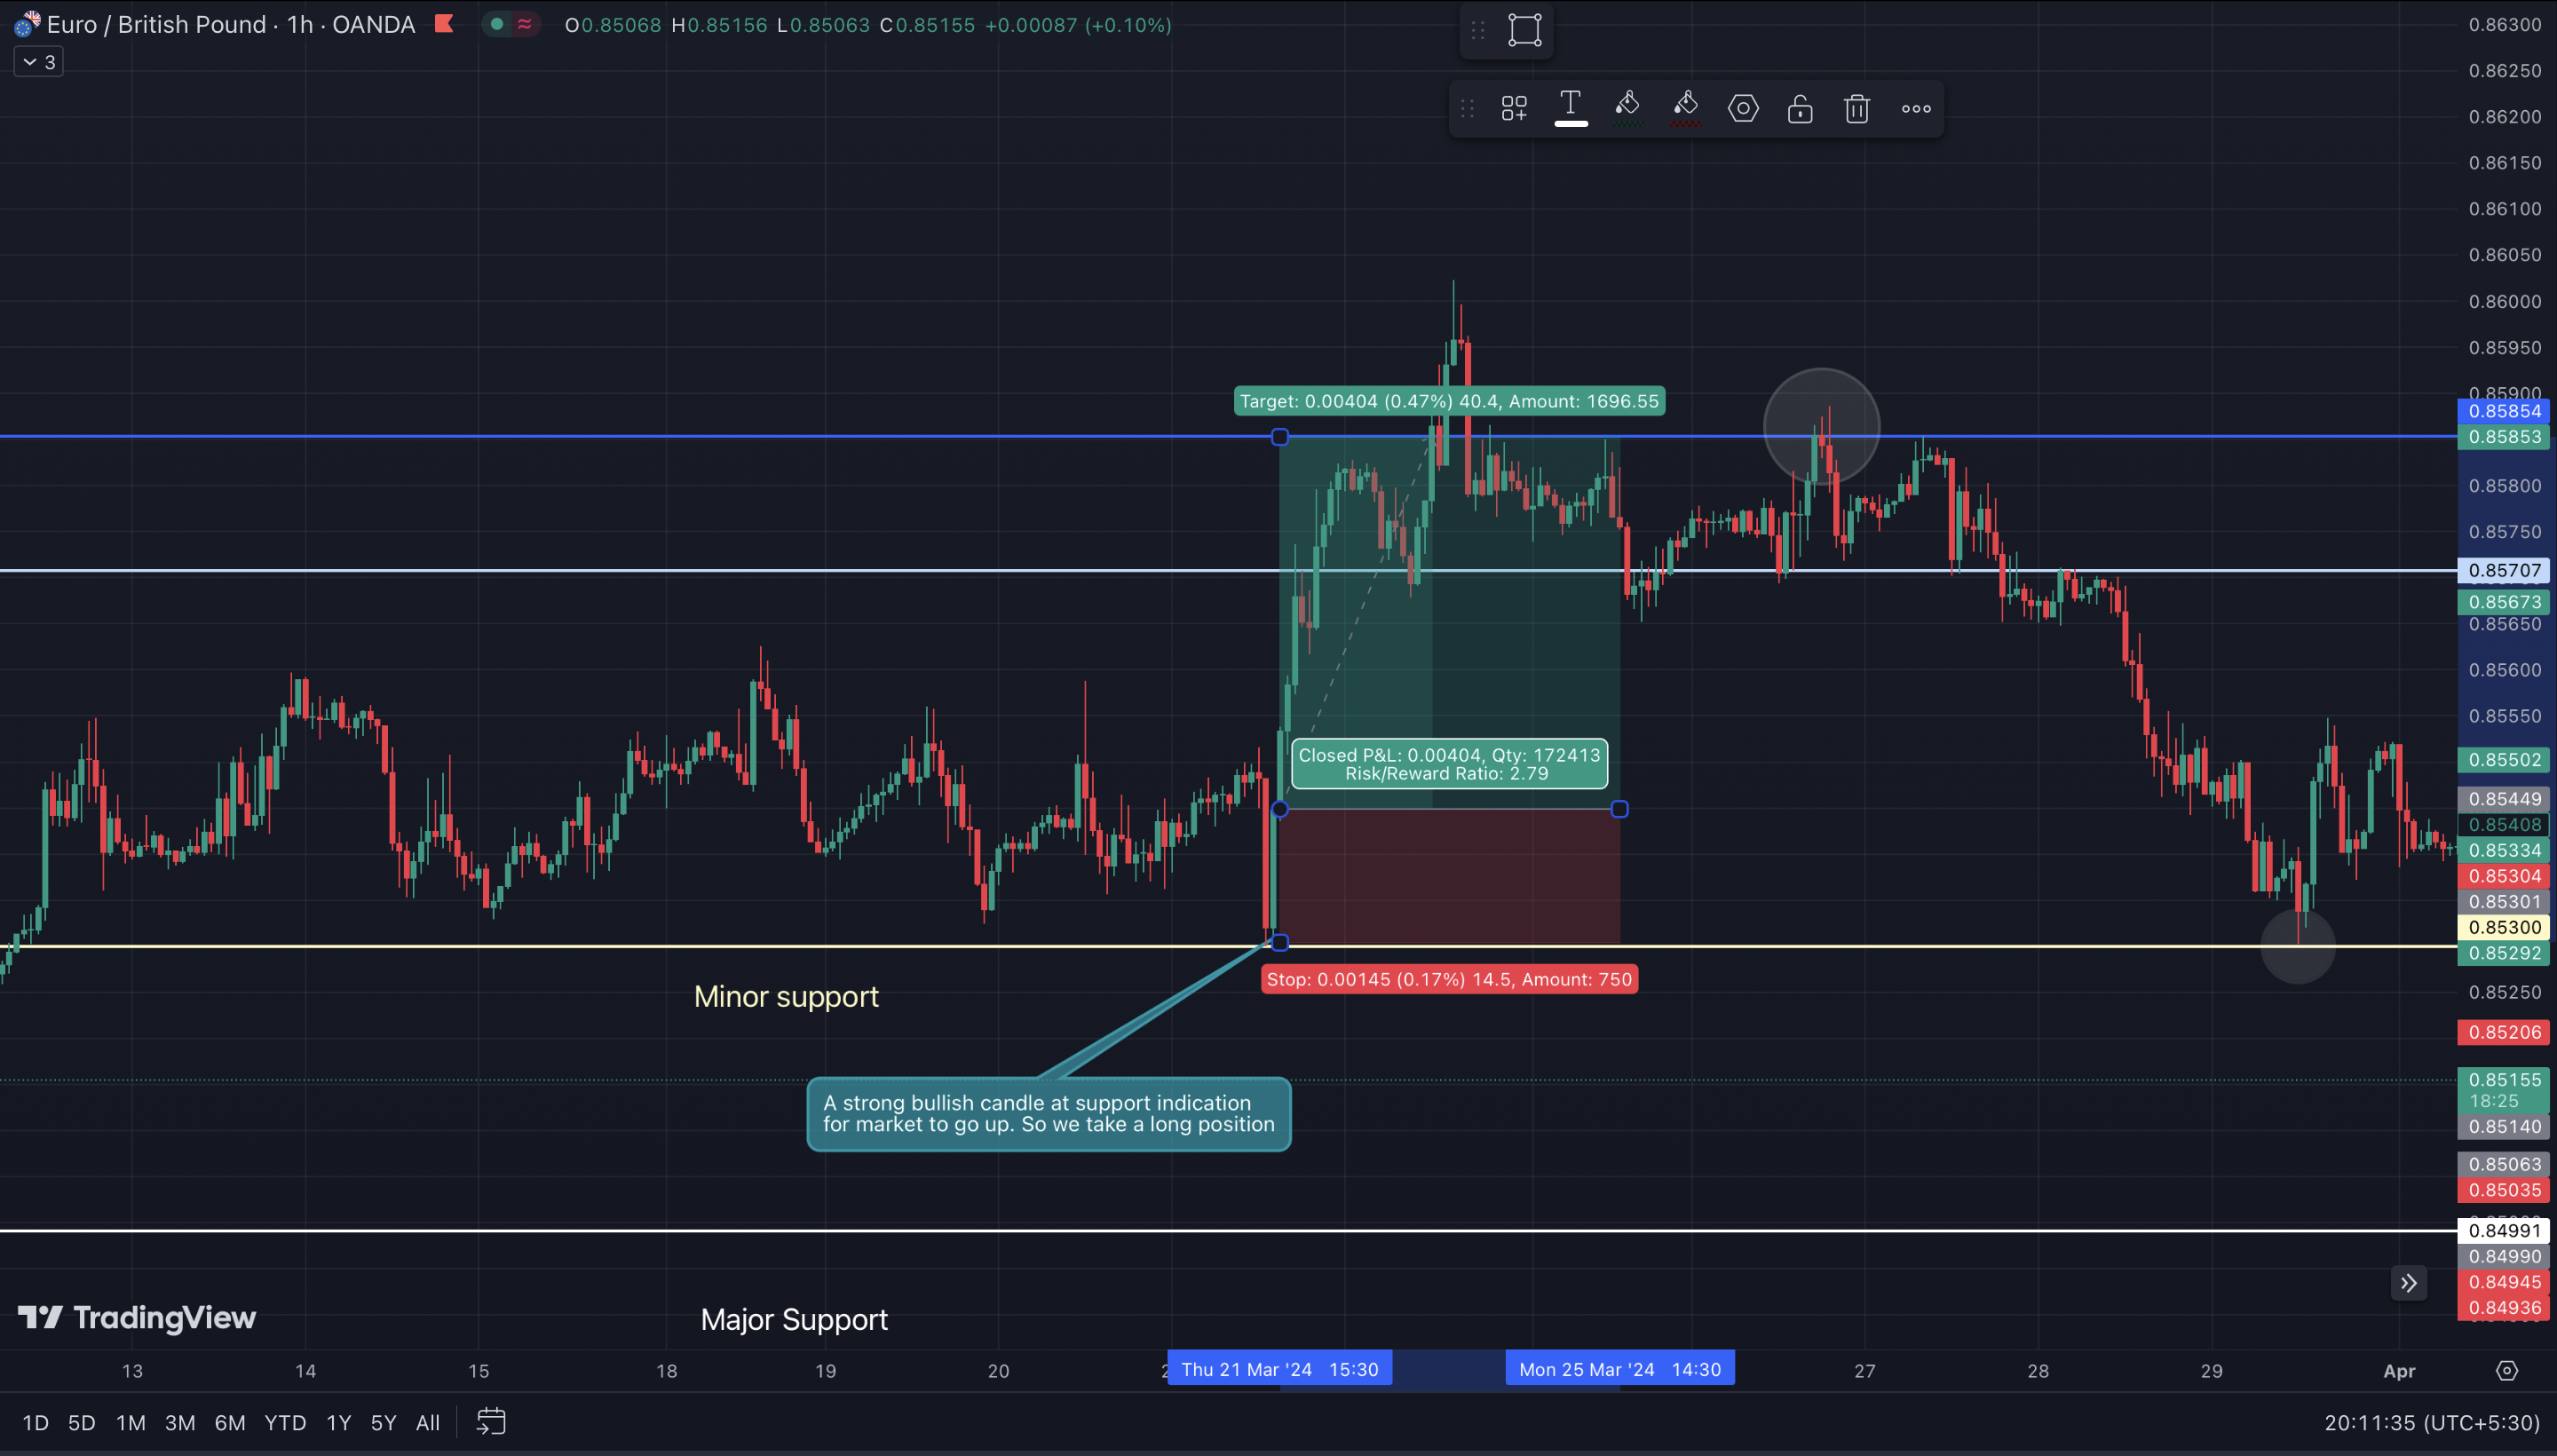 Euro / British Pound · 1h · OANDA O0.85068 H0.85156 L0.85063 C0.85155 +0.00087 (+0.10%)
3
T
0.86300
0.86250
0.86200
0.86150
0.86100
0.86050
0.86000
0.85950
0.85900
0.85854
0.85853
0.85800
0.85750
0.85707
0.85673
0.85650
0.85600
0.85550
0.85502
0.85449
0.85408
0.85334
0.85304
0.85301
0.85300
0.85292
0.85250
0.85206
0.85155
18:25
0.85140
0.85063
0.85035
0.84991
0.84990
0.84945
0.84936
Target: 0.00404 (0.47%) 40.4, Amount: 1696.55
Closed P&L: 0.00404, Qty: 172413
Risk/Reward Ratio: 2.79
Stop: 0.00145 (0.17%) 14.5, Amount: 750
Minor support
A strong bullish candle at support indication
for market to go up. So we take a long position
Major Support
TradingView
13 14 15 18 19 20 Thu 21 Mar '24 15:30 Mon 25 Mar '24 14:30 27 28 29 Apr
1D 5D 1M 3M 6M YTD 1Y 5Y All 20:11:35 (UTC+5:30)